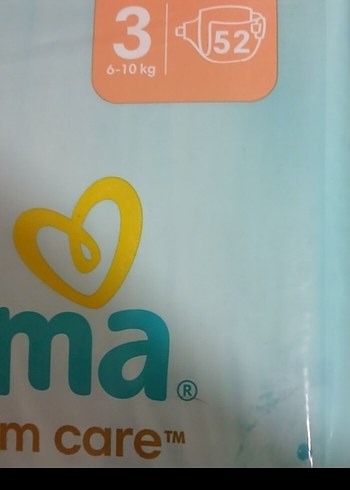 3 52
6-10 kg
ma®
m care™